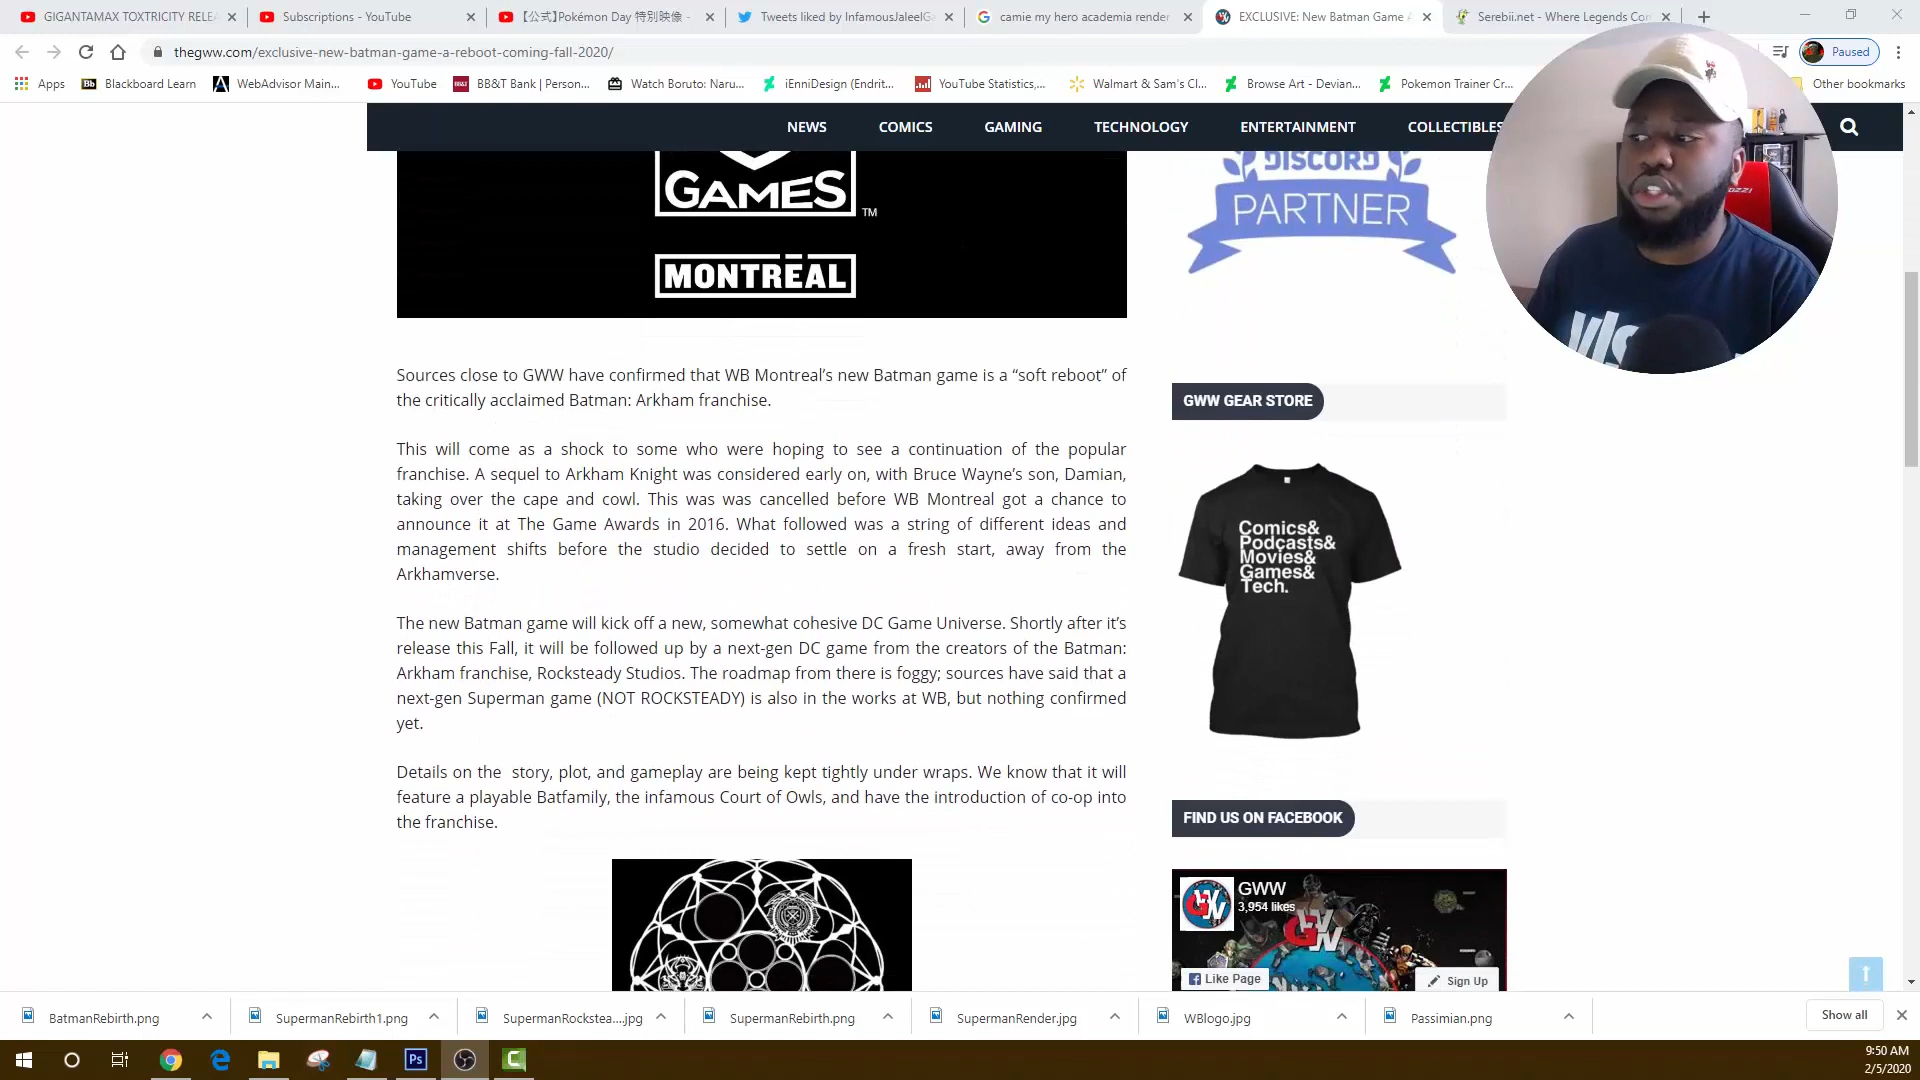 GIGANTAMAX TOXTRICITY RELEA
Subscriptions - YouTube
【公式】Pokémon Day 特別映像 -
Tweets liked by InfamousJaleelG
camie my hero academia render
EXCLUSIVE: New Batman Game A
Serebii.net - Where Legends Con
thegww.com/exclusive-new-batman-game-a-reboot-coming-fall-2020/
Paused
Apps
Blackboard Learn
WebAdvisor Main...
YouTube
BB&T Bank | Person...
Watch Boruto: Naru...
iEnniDesign (Endrit...
YouTube Statistics,...
Walmart & Sam's Cl...
Browse Art - Devian...
Pokemon Trainer Cr...
Other bookmarks
NEWS
COMICS
GAMING
TECHNOLOGY
ENTERTAINMENT
COLLECTIBLES
GAMES
TM
MONTRÉAL
DISCORD
PARTNER
Sources close to GWW have confirmed that WB Montreal's new Batman game is a “soft reboot” of
the critically acclaimed Batman: Arkham franchise.
This will come as a shock to some who were hoping to see a continuation of the popular
franchise. A sequel to Arkham Knight was considered early on, with Bruce Wayne's son, Damian,
taking over the cape and cowl. This was was cancelled before WB Montreal got a chance to
announce it at The Game Awards in 2016. What followed was a string of different ideas and
management shifts before the studio decided to settle on a fresh start, away from the
Arkhamverse.
The new Batman game will kick off a new, somewhat cohesive DC Game Universe. Shortly after it's
release this Fall, it will be followed up by a next-gen DC game from the creators of the Batman:
Arkham franchise, Rocksteady Studios. The roadmap from there is foggy; sources have said that a
next-gen Superman game (NOT ROCKSTEADY) is also in the works at WB, but nothing confirmed
yet.
Details on the story, plot, and gameplay are being kept tightly under wraps. We know that it will
feature a playable Batfamily, the infamous Court of Owls, and have the introduction of co-op into
the franchise.
GWW GEAR STORE
Comics&
Podcasts&
Movies&
Games&
Tech.
FIND US ON FACEBOOK
GWW
3,954 likes
Like Page
Sign Up
BatmanRebirth.png
SupermanRebirth1.png
SupermanRockstea....jpg
SupermanRebirth.png
SupermanRender.jpg
WBlogo.jpg
Passimian.png
Show all
9:50 AM
2/5/2020